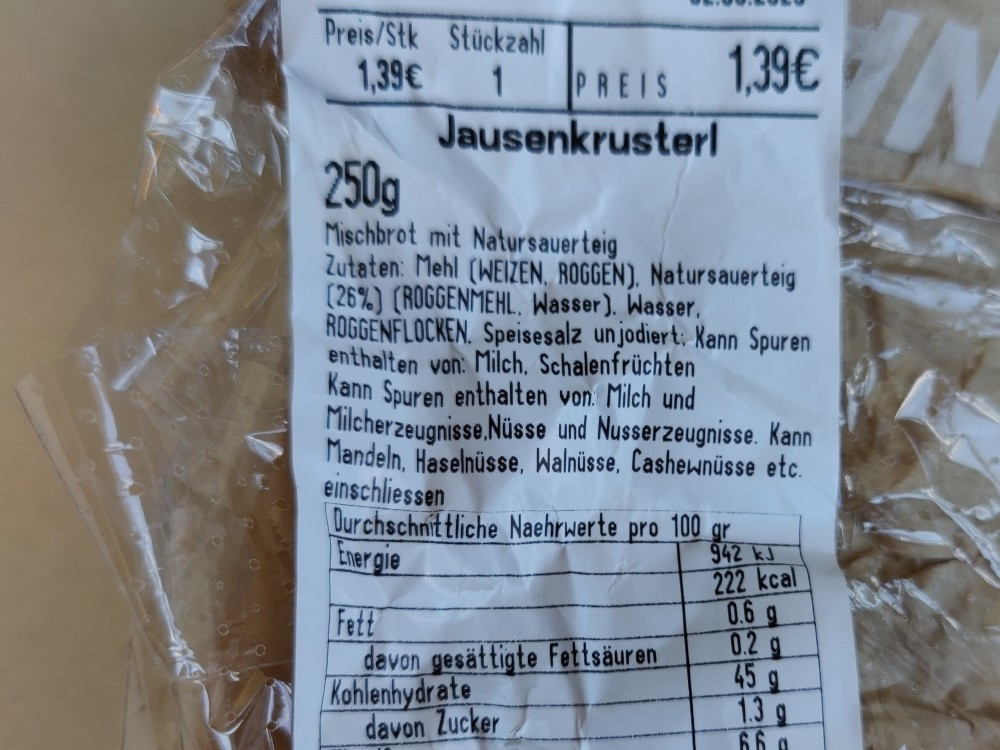 Preis/Stk Stückzahl
1,39€ 1 PREIS 1,39€
Jausenkrusterl
250g
Mischbrot mit Natursauerteig
Zutaten: Mehl (WEIZEN, ROGGEN), Natursauerteig
(26%) (ROGGENMEHL, Wasser), Wasser,
ROGGENFLOCKEN, Speisesalz unjodiert; Kann Spuren
enthalten von: Milch, Schalenfrüchten
Kann Spuren enthalten von: Milch und
Milcherzeugnisse,Nüsse und Nusserzeugnisse. Kann
Mandeln, Haselnüsse, Walnüsse, Cashewnüsse etc.
einschliessen
Durchschnittliche Naehrwerte pro 100 gr
Energie 942 kJ
222 kcal
Fett 0.6 g
davon gesättigte Fettsäuren 0.2 g
Kohlenhydrate 45 g
davon Zucker 1.3 g
6.6 g